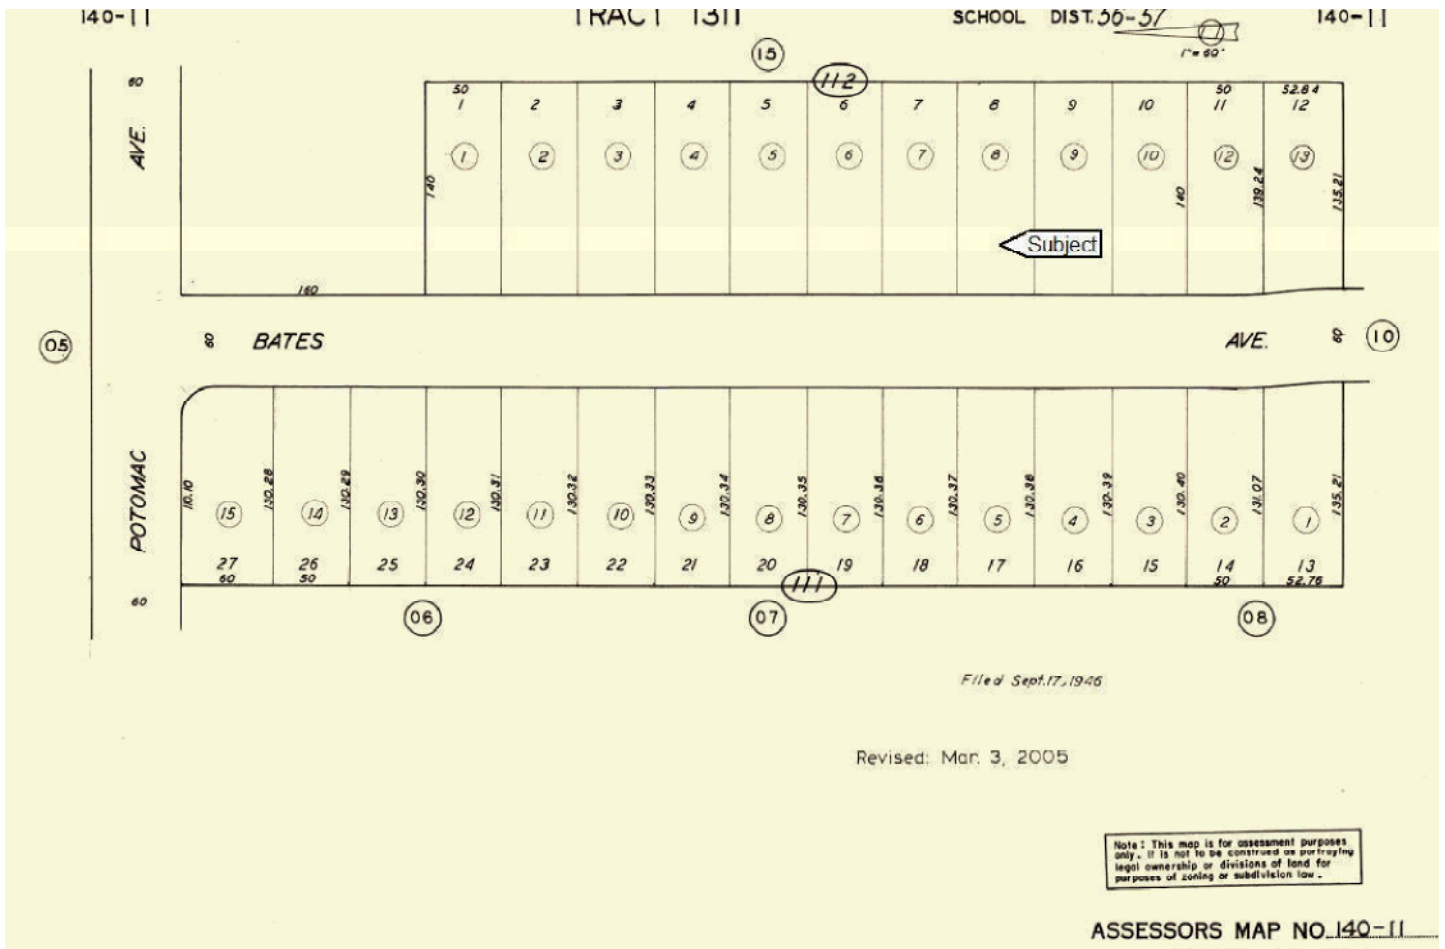 140-11 TRACT 1311 SCHOOL DIST. 56-57 140-11
1"= 60'
15
112
60
50 50 52.84
1 2 3 4 5 6 7 8 9 10 11 12
AVE.
1 2 3 4 5 6 7 8 9 10 12 13
140 140 139.24 135.21
Subject
160
05 60 BATES AVE. 60 10
POTOMAC
110.10 130.28 130.29 130.30 130.31 130.32 130.33 130.34 130.35 130.36 130.37 130.38 130.39 130.40 131.07 135.21
15 14 13 12 11 10 9 8 7 6 5 4 3 2 1
27 26 25 24 23 22 21 20 19 18 17 16 15 14 13
60 50 50 52.76
111
60
06 07 08
Filed Sept. 17, 1946
Revised: Mar. 3, 2005
Note: This map is for assessment purposes
only. It is not to be construed as portraying
legal ownership or divisions of land for
purposes of zoning or subdivision law.
ASSESSORS MAP NO. 140-11